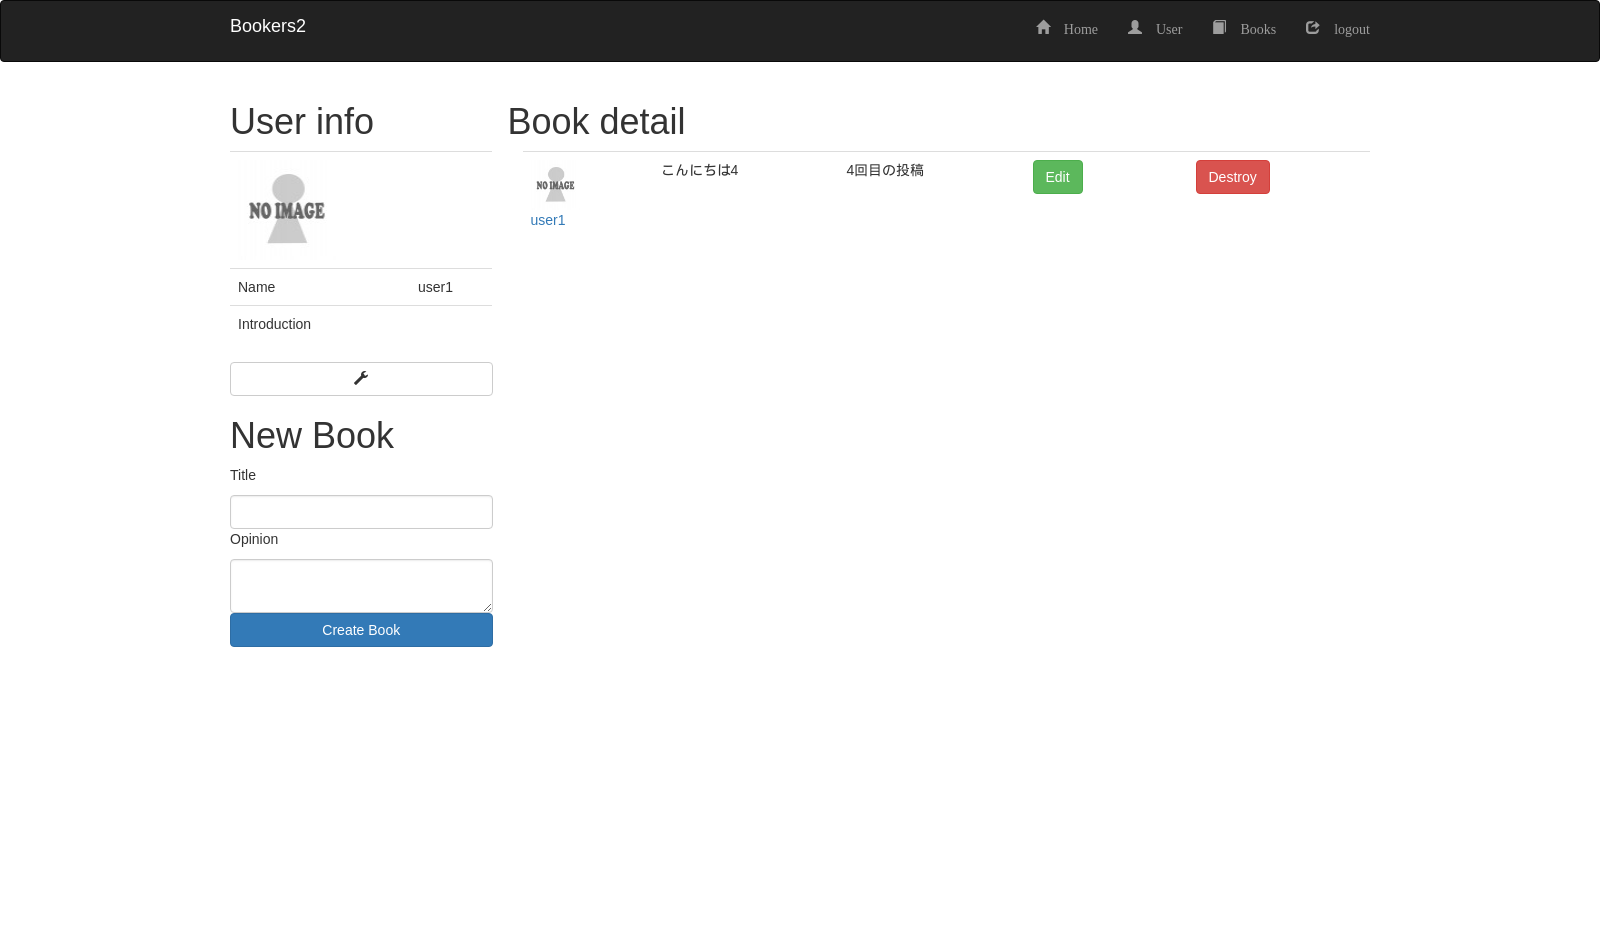 Bookers2
Home User Books logout
User info
NO IMAGE
Name user1
Introduction
New Book
Title
Opinion
Create Book
Book detail
NO IMAGE
user1
こんにちは4
4回目の投稿
Edit
Destroy